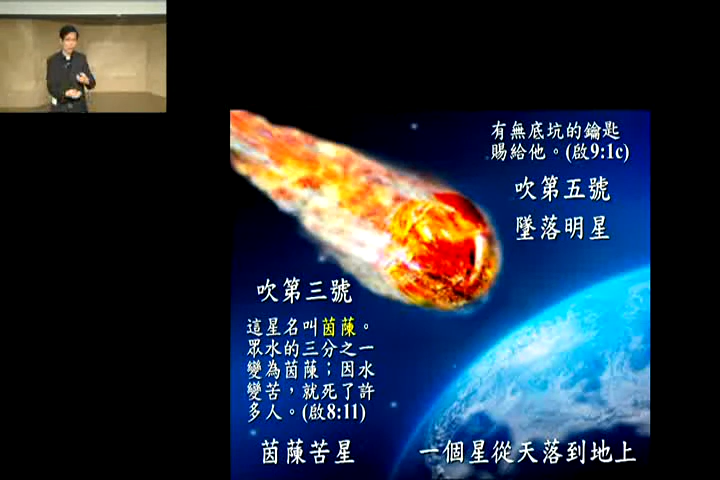 有無底坑的鑰匙
賜給他。(啟9:1c)
吹第五號
墜落明星
吹第三號
這星名叫茵蔯。
眾水的三分之一
變為茵蔯；因水
變苦，就死了許
多人。(啟8:11)
茵蔯苦星
一個星從天落到地上